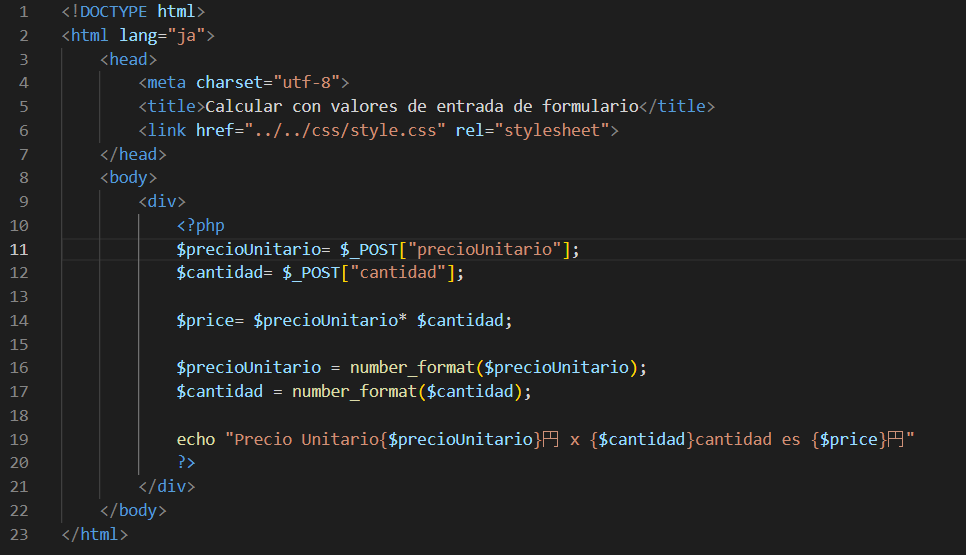 1 <!DOCTYPE html>
2 <html lang="ja">
3 <head>
4 <meta charset="utf-8">
5 <title>Calcular con valores de entrada de formulario</title>
6 <link href="../../css/style.css" rel="stylesheet">
7 </head>
8 <body>
9 <div>
10 <?php
11 $precioUnitario= $_POST["precioUnitario"];
12 $cantidad= $_POST["cantidad"];
13
14 $price= $precioUnitario* $cantidad;
15
16 $precioUnitario = number_format($precioUnitario);
17 $cantidad = number_format($cantidad);
18
19 echo "Precio Unitario{$precioUnitario}円 x {$cantidad}cantidad es {$price}円"
20 ?>
21 </div>
22 </body>
23 </html>